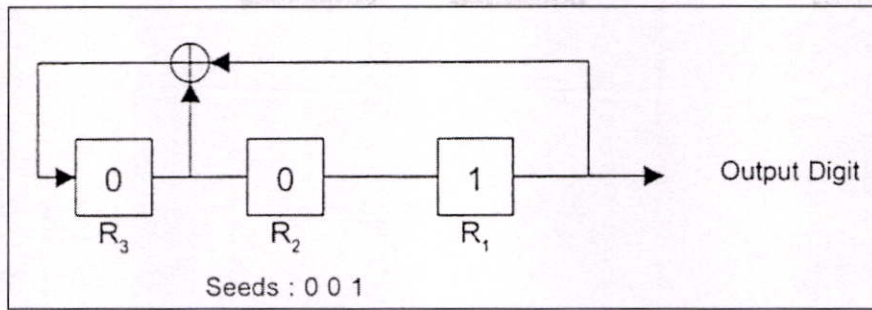 0 0 1 Output Digit
R₃ R₂ R₁
Seeds : 0 0 1